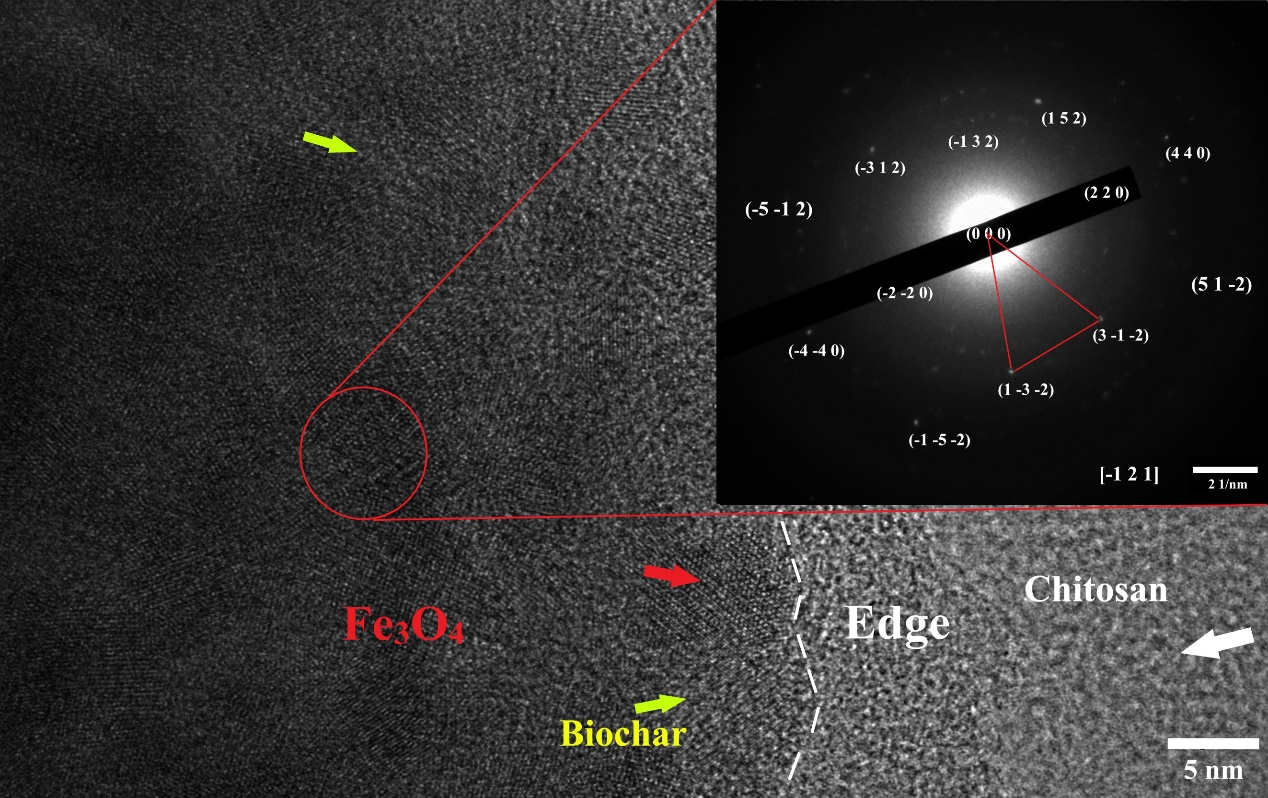 (1 5 2)
(-1 3 2)
(4 4 0)
(-3 1 2)
(2 2 0)
(-5 -1 2)
(0 0 0)
(5 1 -2)
(-2 -2 0)
(3 -1 -2)
(-4 -4 0)
(1 -3 -2)
(-1 -5 -2)
[-1 2 1]
2 1/nm
Chitosan
Fe₃O₄
Edge
Biochar
5 nm